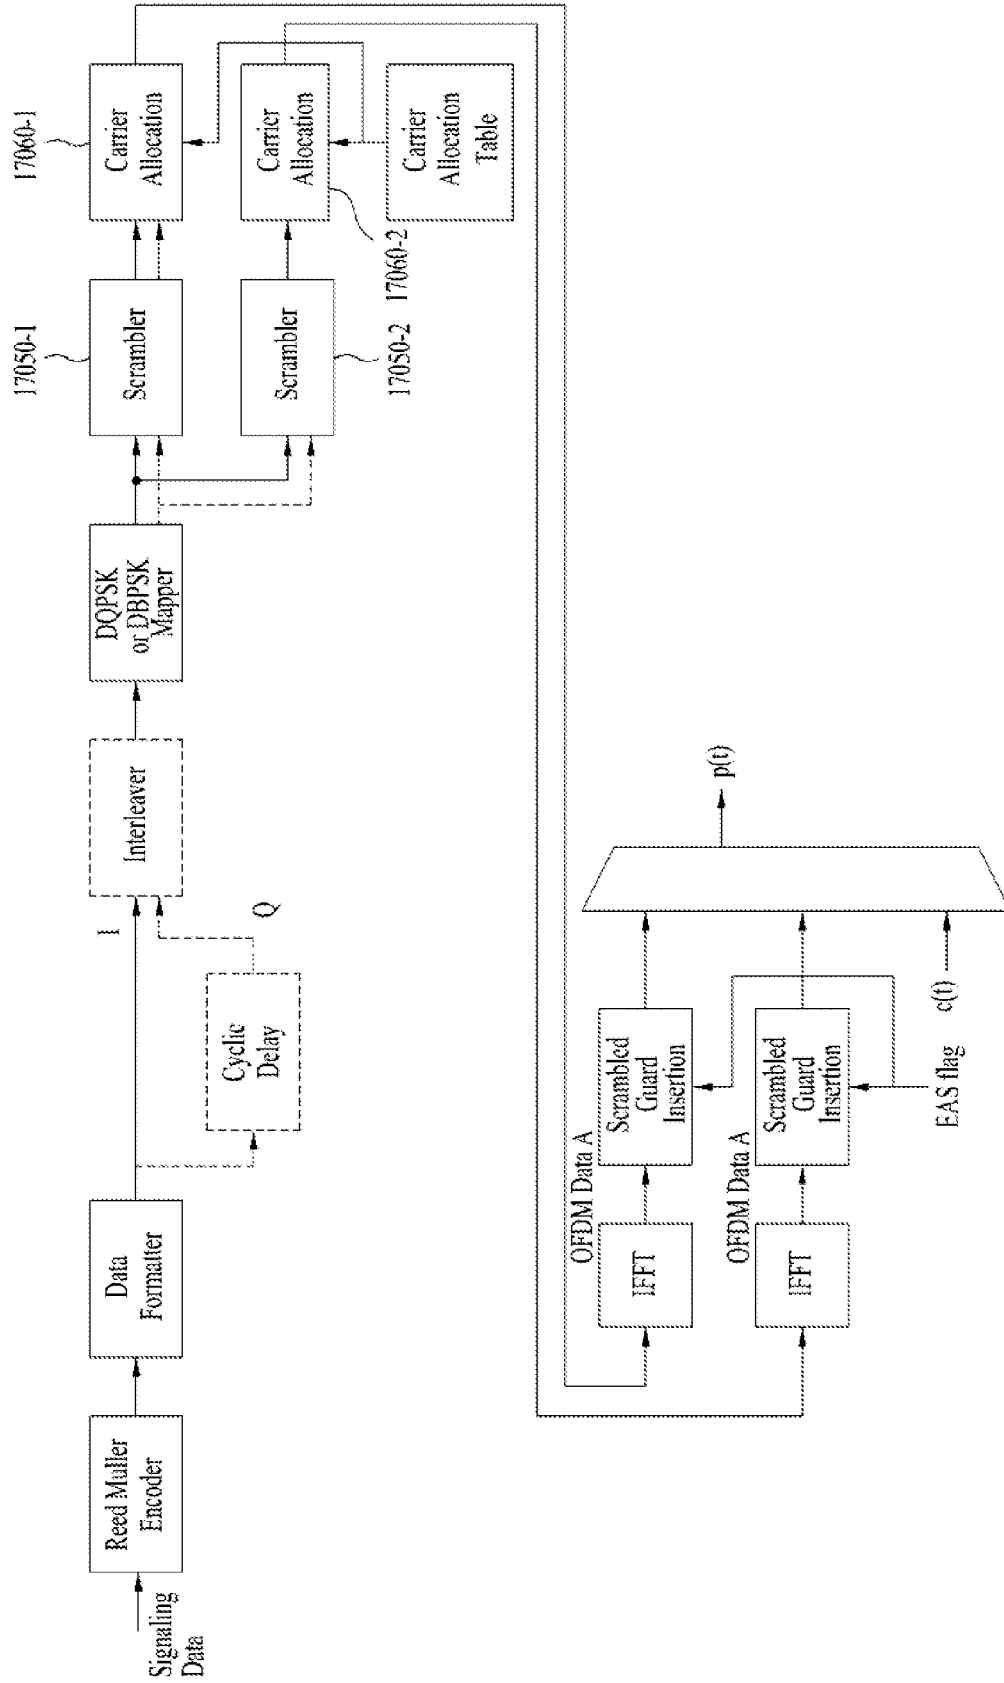 Signaling
Data
Reed Muller
Encoder
Data
Formatter
Cyclic
Delay
I
Q
Interleaver
DQPSK
or DBPSK
Mapper
17050-1
Scrambler
Scrambler
17050-2
17060-1
Carrier
Allocation
Carrier
Allocation
17060-2
Carrier
Allocation
Table
IFFT
OFDM Data A
Scrambled
Guard
Insertion
IFFT
OFDM Data A
Scrambled
Guard
Insertion
EAS flag
c(t)
p(t)